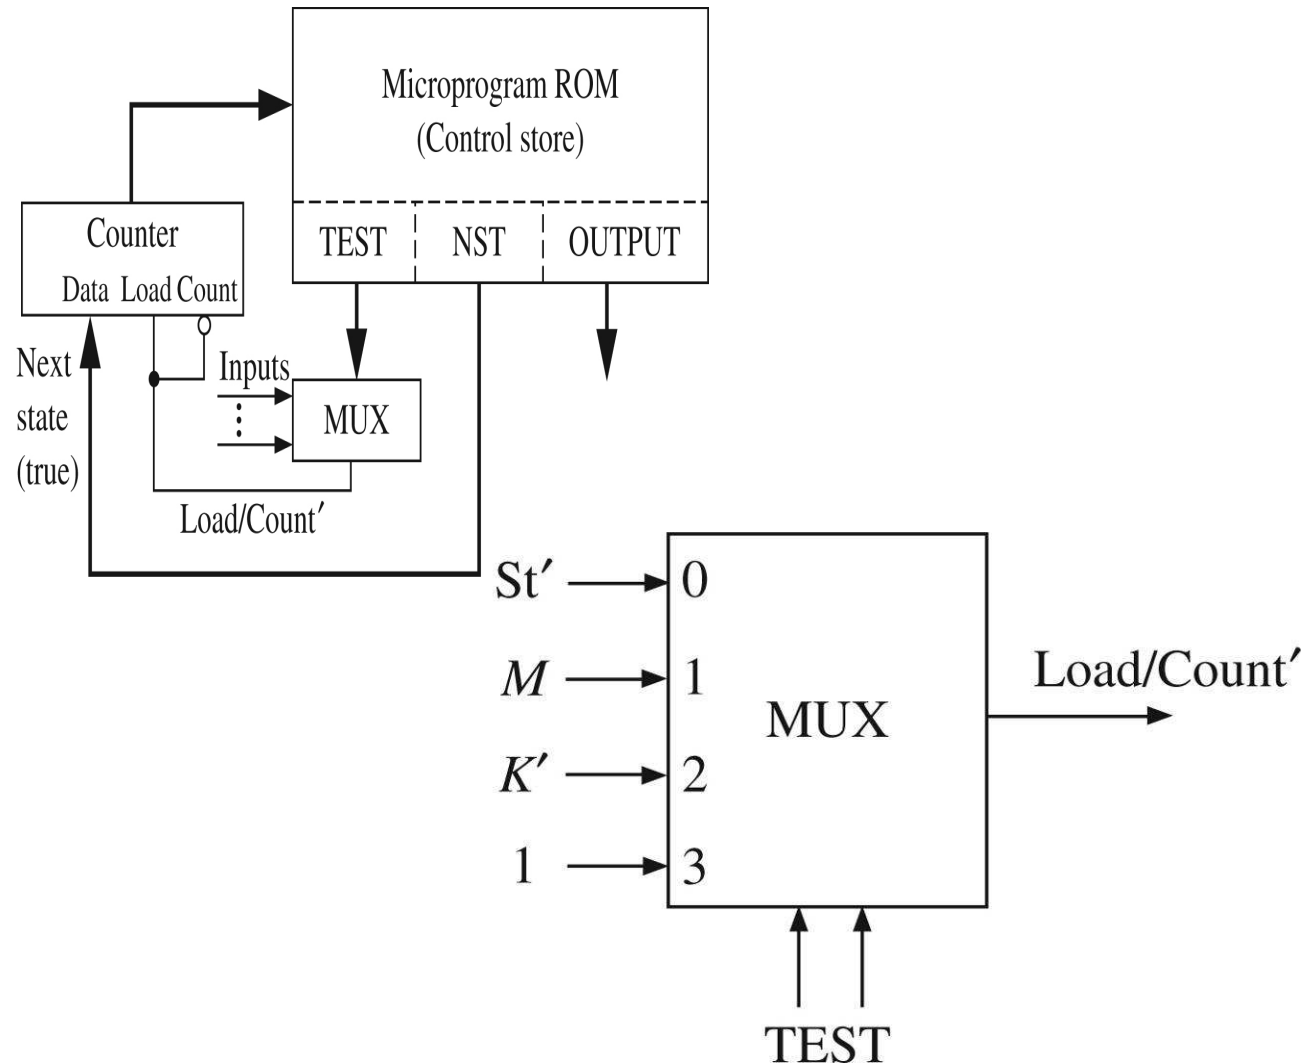 Microprogram ROM
(Control store)
TEST NST OUTPUT
Counter
Data Load Count
Next
state
(true)
Inputs
MUX
Load/Count′
St′ 0
M 1
K′ 2
1 3
MUX
Load/Count′
TEST